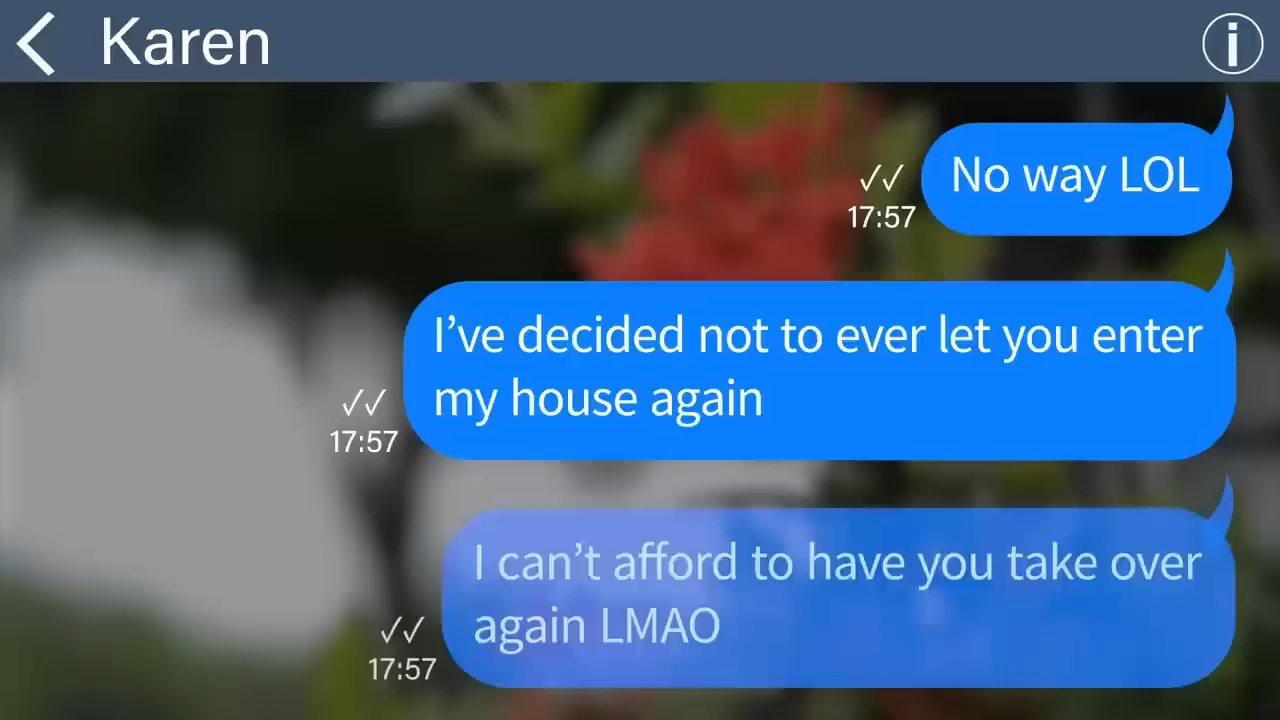 Karen
No way LOL
✓✓
17:57
I’ve decided not to ever let you enter
my house again
✓✓
17:57
I can’t afford to have you take over
again LMAO
✓✓
17:57